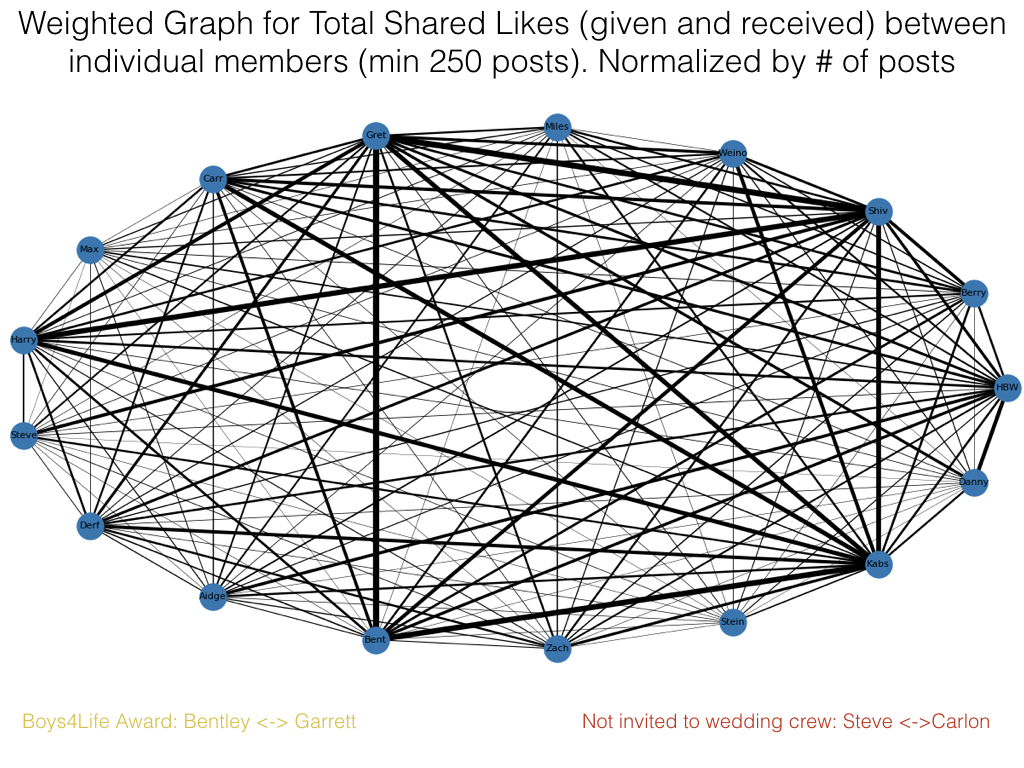 Weighted Graph for Total Shared Likes (given and received) between
individual members (min 250 posts). Normalized by # of posts
Miles
Gret
Weino
Carr
Shiv
Max
Berry
Harry
HBW
Steve
Danny
Derf
Kabs
Aidge
Stein
Bent
Zach
Boys4Life Award: Bentley <-> Garrett
Not invited to wedding crew: Steve <->Carlon